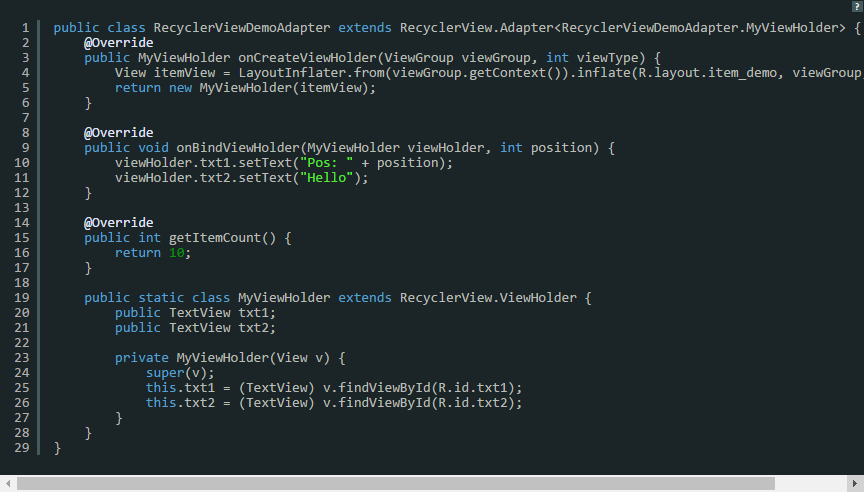 ?
1 public class RecyclerViewDemoAdapter extends RecyclerView.Adapter<RecyclerViewDemoAdapter.MyViewHolder> {
2     @Override
3     public MyViewHolder onCreateViewHolder(ViewGroup viewGroup, int viewType) {
4         View itemView = LayoutInflater.from(viewGroup.getContext()).inflate(R.layout.item_demo, viewGroup,
5         return new MyViewHolder(itemView);
6     }
7
8     @Override
9     public void onBindViewHolder(MyViewHolder viewHolder, int position) {
10         viewHolder.txt1.setText("Pos: " + position);
11         viewHolder.txt2.setText("Hello");
12     }
13
14     @Override
15     public int getItemCount() {
16         return 10;
17     }
18
19     public static class MyViewHolder extends RecyclerView.ViewHolder {
20         public TextView txt1;
21         public TextView txt2;
22
23         private MyViewHolder(View v) {
24             super(v);
25             this.txt1 = (TextView) v.findViewById(R.id.txt1);
26             this.txt2 = (TextView) v.findViewById(R.id.txt2);
27         }
28     }
29 }